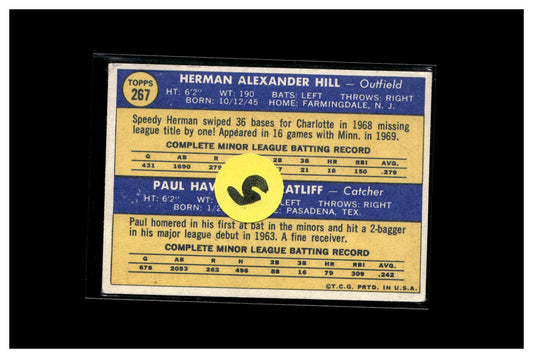 TOPPS
267
HERMAN ALEXANDER HILL — Outfield
HT: 6'2" WT: 190 BATS: LEFT THROWS: RIGHT
BORN: 10/12/45 HOME: FARMINGDALE, N. J.
Speedy Herman swiped 36 bases for Charlotte in 1968 missing
league title by one! Appeared in 16 games with Minn. in 1969.
COMPLETE MINOR LEAGUE BATTING RECORD
G AB R 2B 3B HR RBI AVG.
431 1690 279 21 16 150 .279
5
PAUL HAW ATLIFF — Catcher
HT: 6'2" WT: LEFT THROWS: RIGHT
BORN: 1/2 PASADENA, TEX.
Paul homered in his first at bat in the minors and hit a 2-bagger
in his major league debut in 1963. A fine receiver.
COMPLETE MINOR LEAGUE BATTING RECORD
G AB R H 2B 3B HR RBI AVG.
678 2053 262 496 88 16 79 309 .242
©T.C.G. PRTD. IN U.S.A.